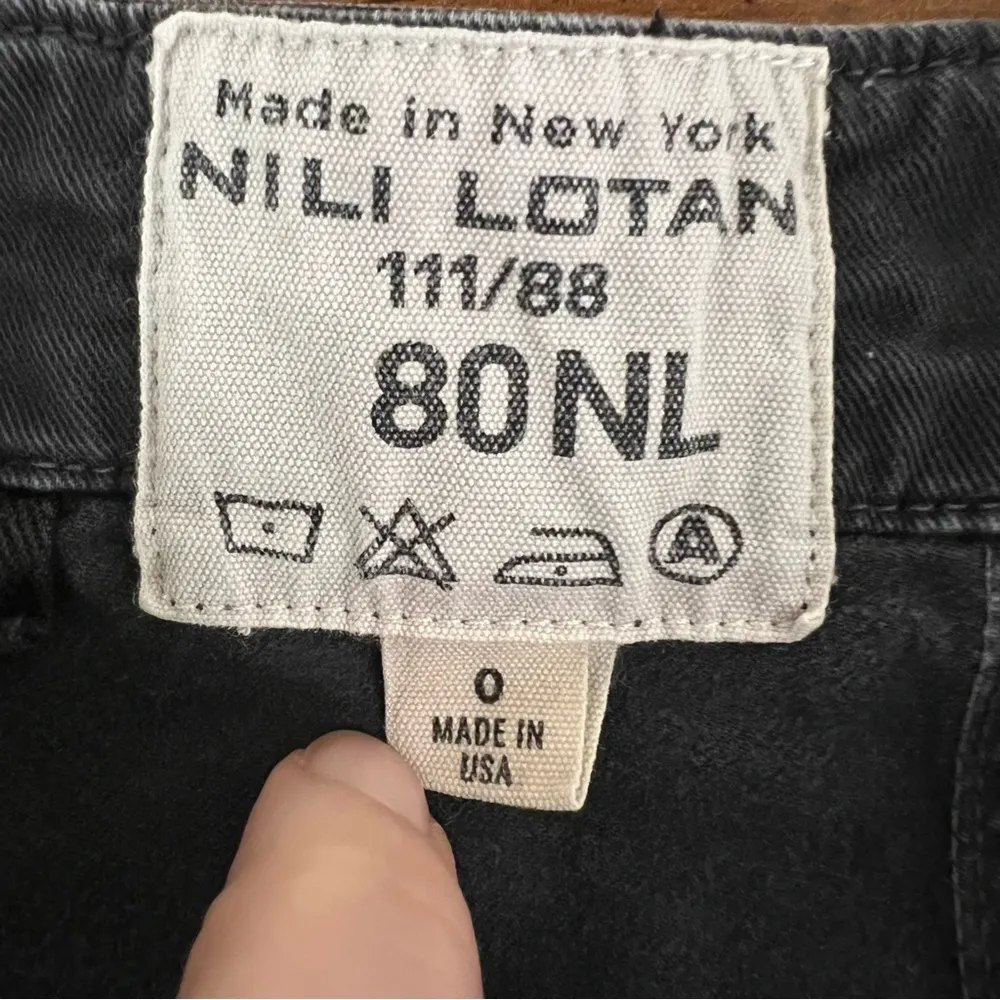 Made in New York
NILI LOTAN
111/88
80NL
A
0
MADE IN
USA